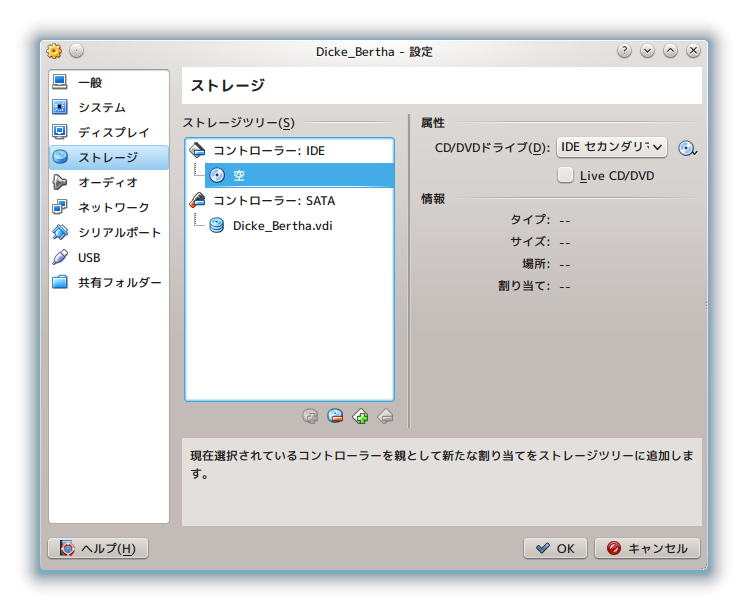 Dicke_Bertha - 設定
一般
システム
ディスプレイ
ストレージ
オーディオ
ネットワーク
シリアルポート
USB
共有フォルダー
ストレージ
ストレージツリー(S)
コントローラー: IDE
空
コントローラー: SATA
Dicke_Bertha.vdi
属性
CD/DVDドライブ(D): IDE セカンダリ
Live CD/DVD
情報
タイプ: --
サイズ: --
場所: --
割り当て: --
現在選択されているコントローラーを親として新たな割り当てをストレージツリーに追加しま
す。
ヘルプ(H)
OK
キャンセル